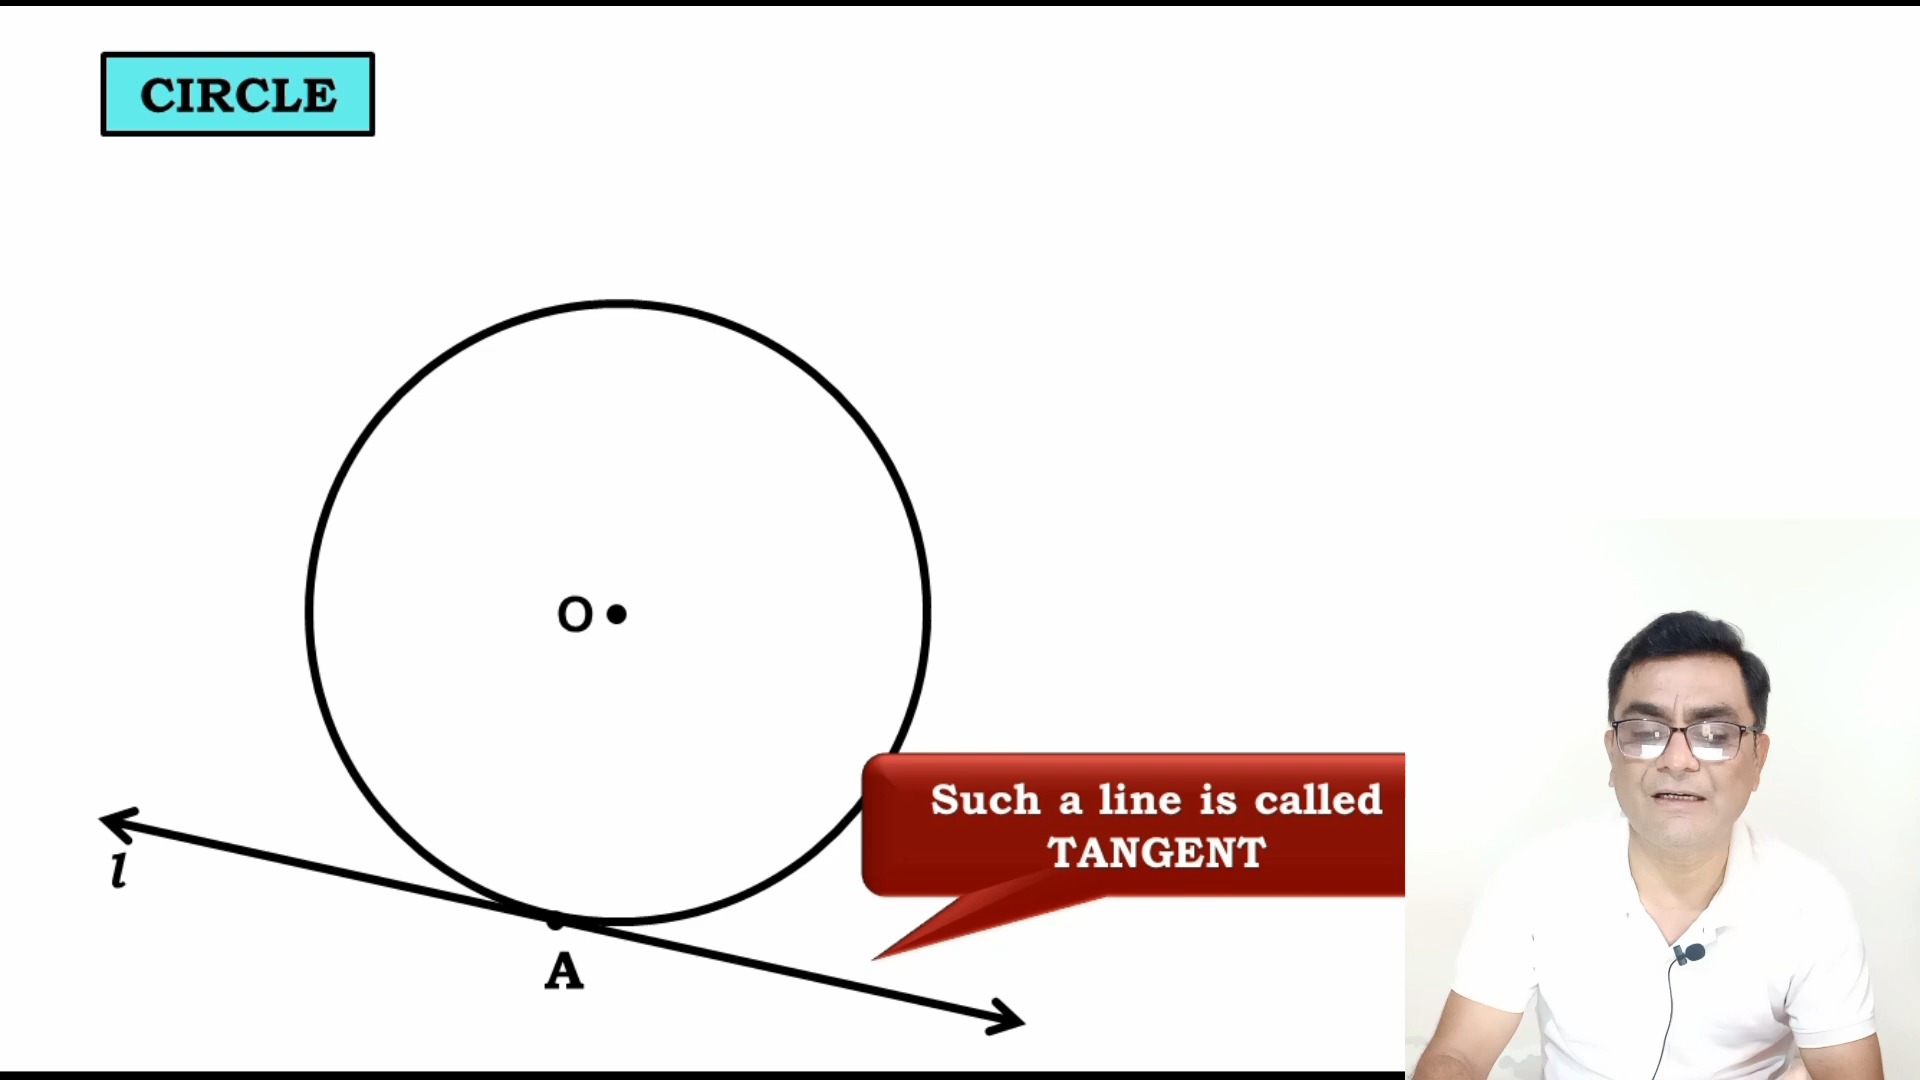 CIRCLE
O
l
Such a line is called
TANGENT
A